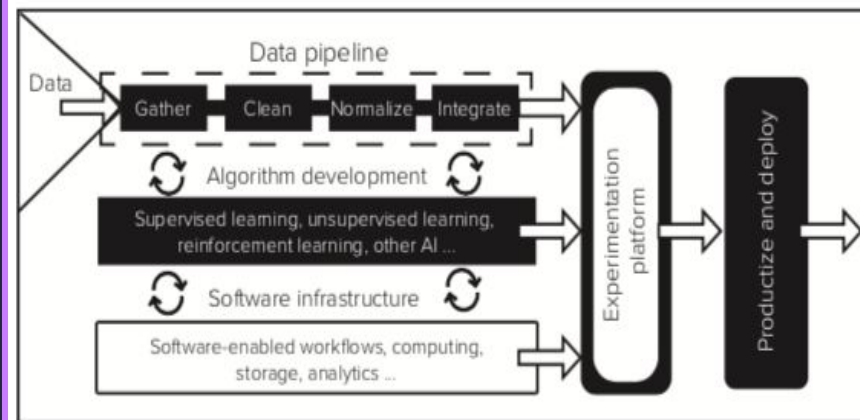 Data pipeline
Data
Gather
Clean
Normalize
Integrate
Algorithm development
Supervised learning, unsupervised learning,
reinforcement learning, other AI ...
Software infrastructure
Software-enabled workflows, computing,
storage, analytics ...
Experimentation
platform
Productize and deploy